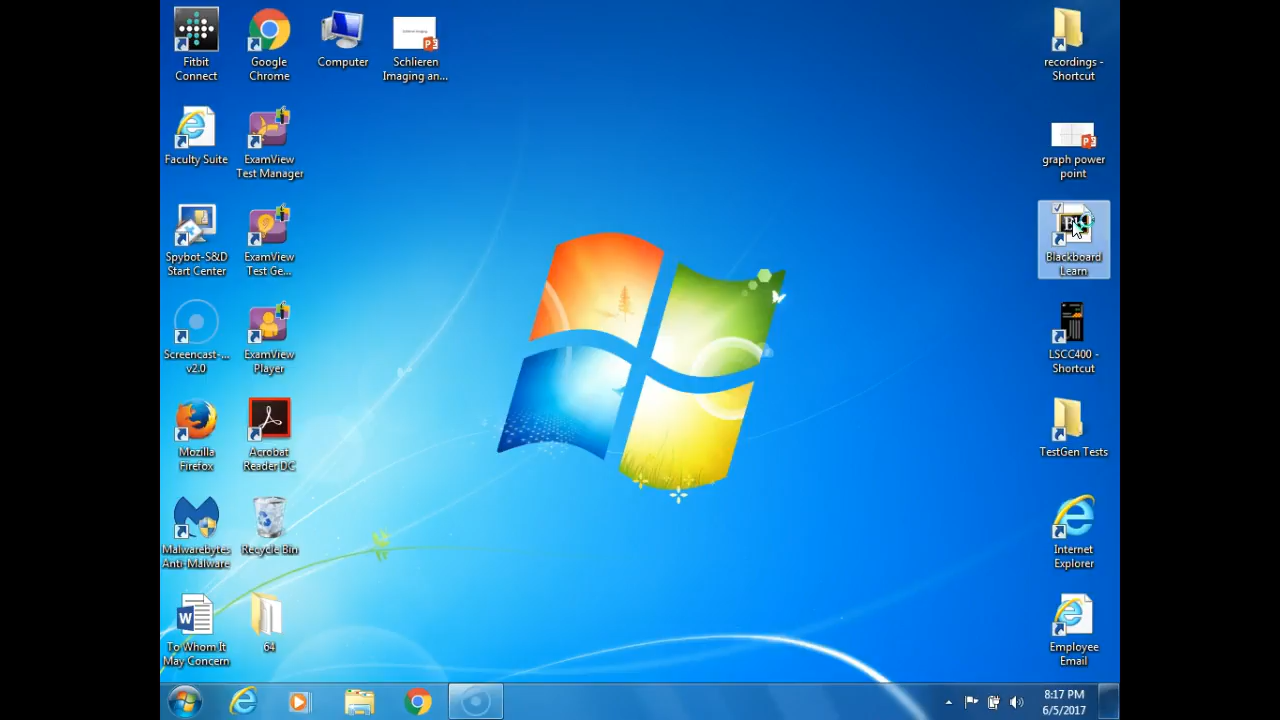 Fitbit
Connect
Google
Chrome
Computer
Schlieren
Imaging an...
recordings -
Shortcut
Faculty Suite
ExamView
Test Manager
graph power
point
Spybot-S&D
Start Center
ExamView
Test Ge...
Blackboard
Learn
Screencast-...
v2.0
ExamView
Player
LSCC400 -
Shortcut
Mozilla
Firefox
Acrobat
Reader DC
TestGen Tests
Malwarebytes
Anti-Malware
Recycle Bin
Internet
Explorer
To Whom It
May Concern
64
Employee
Email
8:17 PM
6/5/2017